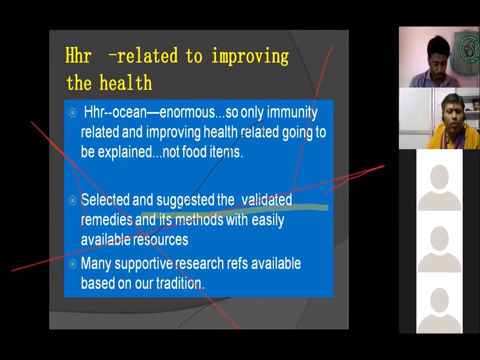 Hhr -related to improving
the health
Hhr--ocean—enormous...so only immunity
related and improving health related going to
be explained...not food items.
Selected and suggested the validated
remedies and its methods with easily
available resources
Many supportive research refs available
based on our tradition.